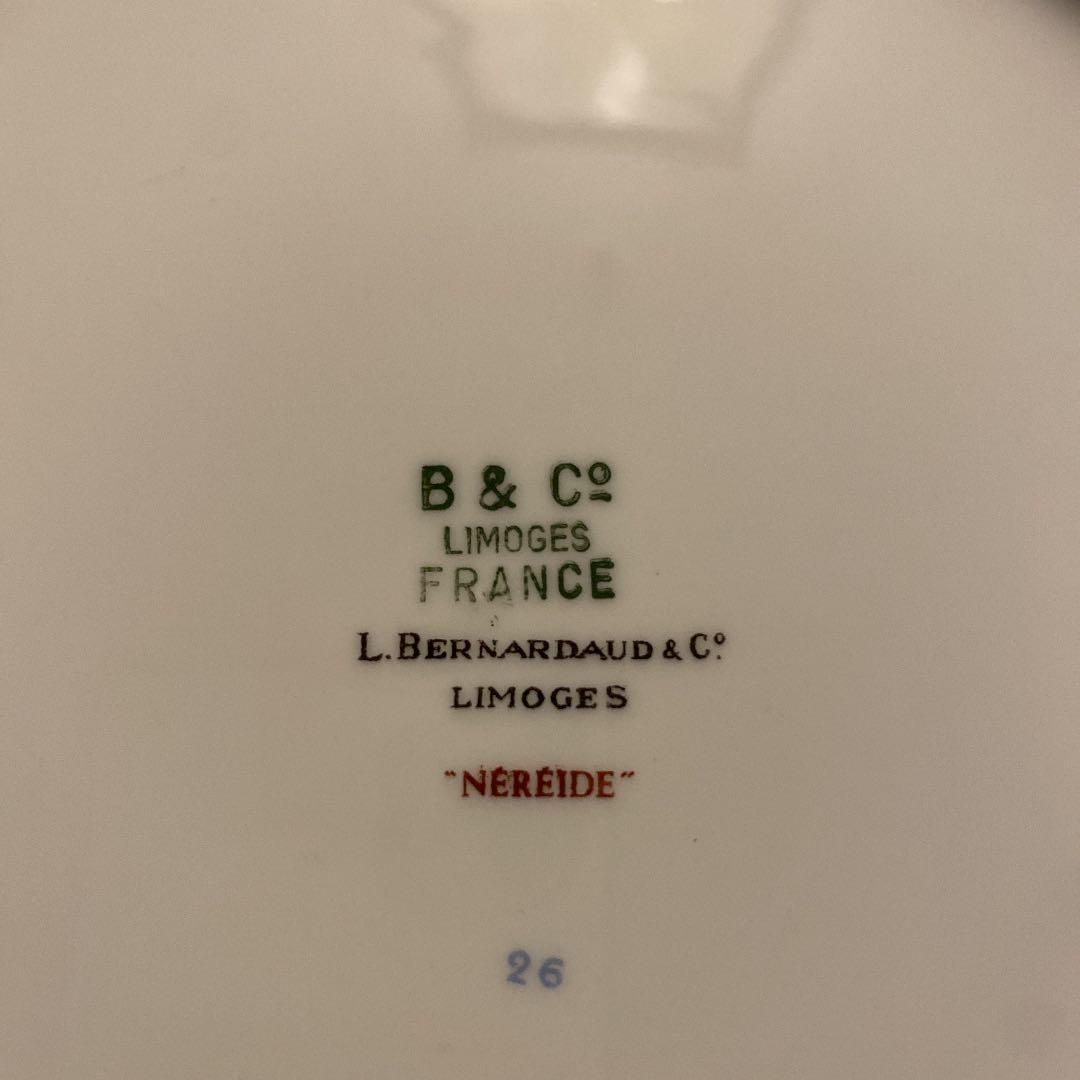 B & Cº
LIMOGES
FRANCE
L. BERNARDAUD & Cº
LIMOGES
"NÉRÉIDE"
26